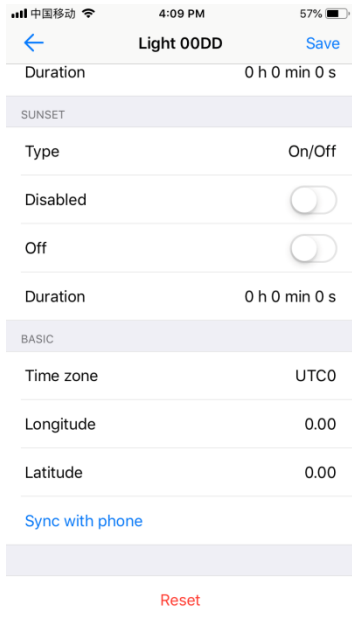 中国移动 4:09 PM 57%
Light 00DD Save
Duration 0 h 0 min 0 s
SUNSET
Type On/Off
Disabled
Off
Duration 0 h 0 min 0 s
BASIC
Time zone UTC0
Longitude 0.00
Latitude 0.00
Sync with phone
Reset